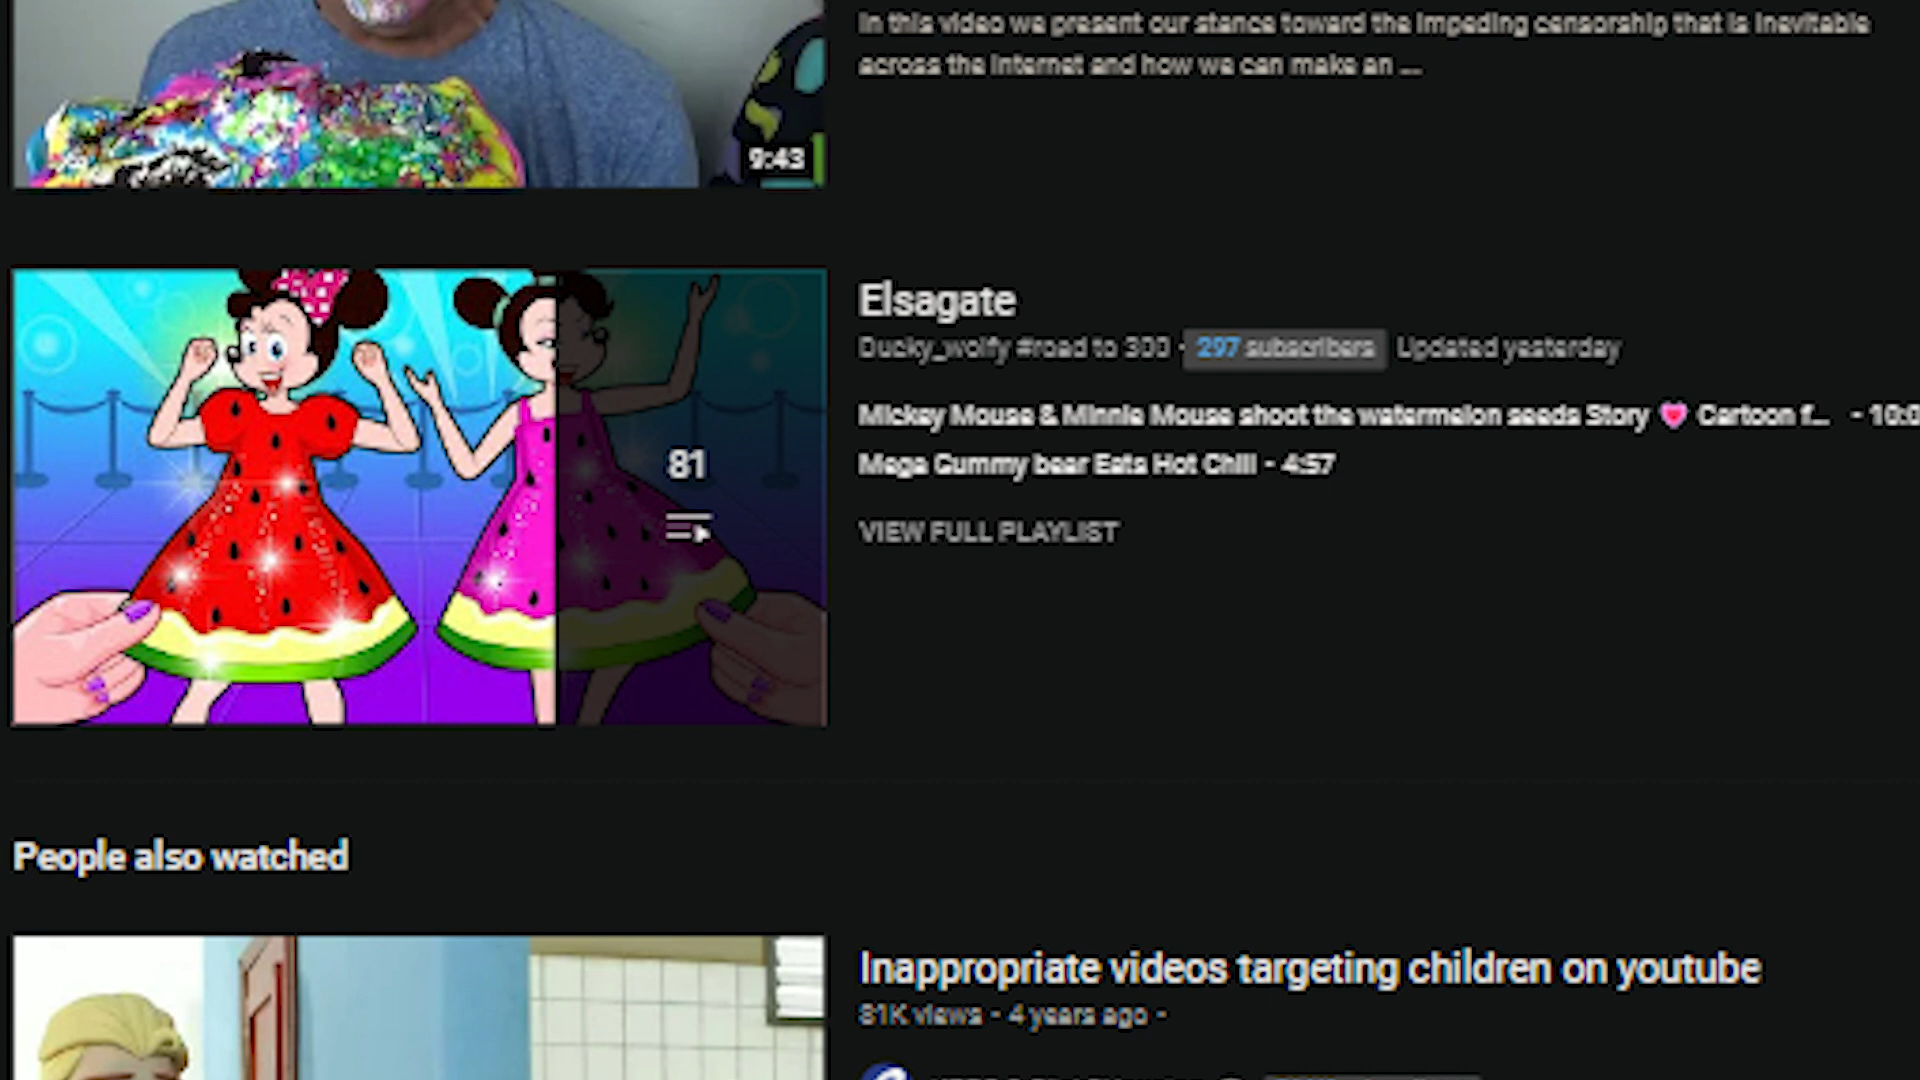 In this video we present our stance toward the impeding censorship that is inevitable
across the internet and how we can make an ...
9:43
Elsagate
Ducky_wolfy #road to 300 · 297 subscribers Updated yesterday
Mickey Mouse & Minnie Mouse shoot the watermelon seeds Story 💗 Cartoon f... - 10:0
Mega Gummy bear Eats Hot Chili - 4:57
81
VIEW FULL PLAYLIST
People also watched
Inappropriate videos targeting children on youtube
81K views • 4 years ago •